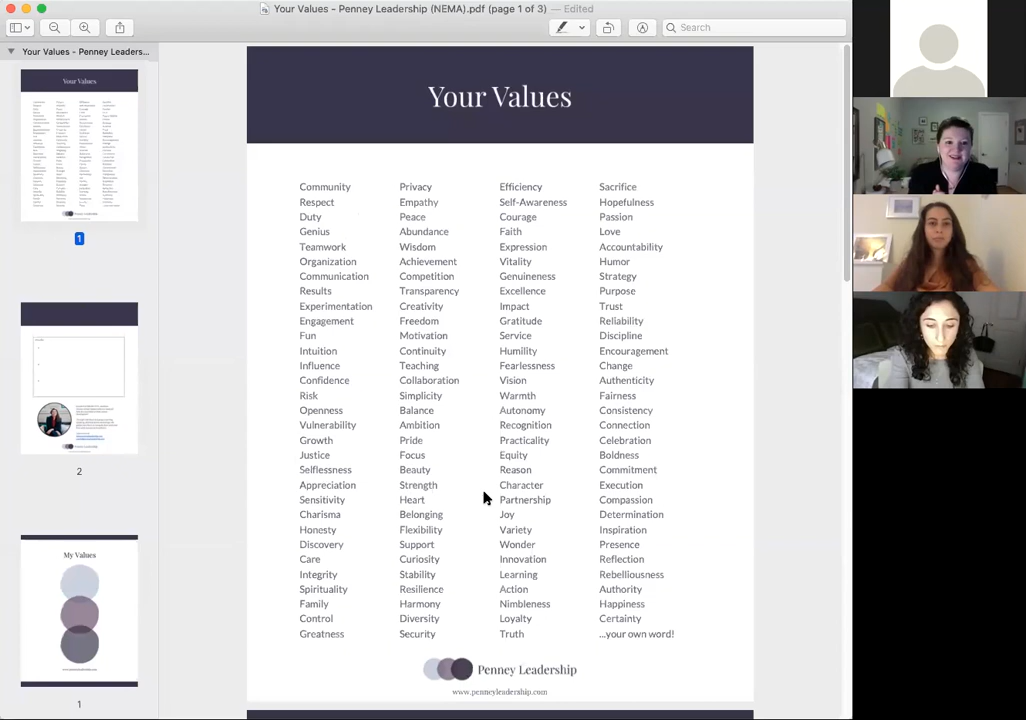 Your Values - Penney Leadership (NEMA).pdf (page 1 of 3) — Edited
Search
Your Values - Penney Leaders...
Your Values
1
2
My Values
1
Your Values
Community Privacy Efficiency Sacrifice
Respect Empathy Self-Awareness Hopefulness
Duty Peace Courage Passion
Genius Abundance Faith Love
Teamwork Wisdom Expression Accountability
Organization Achievement Vitality Humor
Communication Competition Genuineness Strategy
Results Transparency Excellence Purpose
Experimentation Creativity Impact Trust
Engagement Freedom Gratitude Reliability
Fun Motivation Service Discipline
Intuition Continuity Humility Encouragement
Influence Teaching Fearlessness Change
Confidence Collaboration Vision Authenticity
Risk Simplicity Warmth Fairness
Openness Balance Autonomy Consistency
Vulnerability Ambition Recognition Connection
Growth Pride Practicality Celebration
Justice Focus Equity Boldness
Selflessness Beauty Reason Commitment
Appreciation Strength Character Execution
Sensitivity Heart Partnership Compassion
Charisma Belonging Joy Determination
Honesty Flexibility Variety Inspiration
Discovery Support Wonder Presence
Care Curiosity Innovation Reflection
Integrity Stability Learning Rebelliousness
Spirituality Resilience Action Authority
Family Harmony Nimbleness Happiness
Control Diversity Loyalty Certainty
Greatness Security Truth ...your own word!
Penney Leadership
www.penneyleadership.com